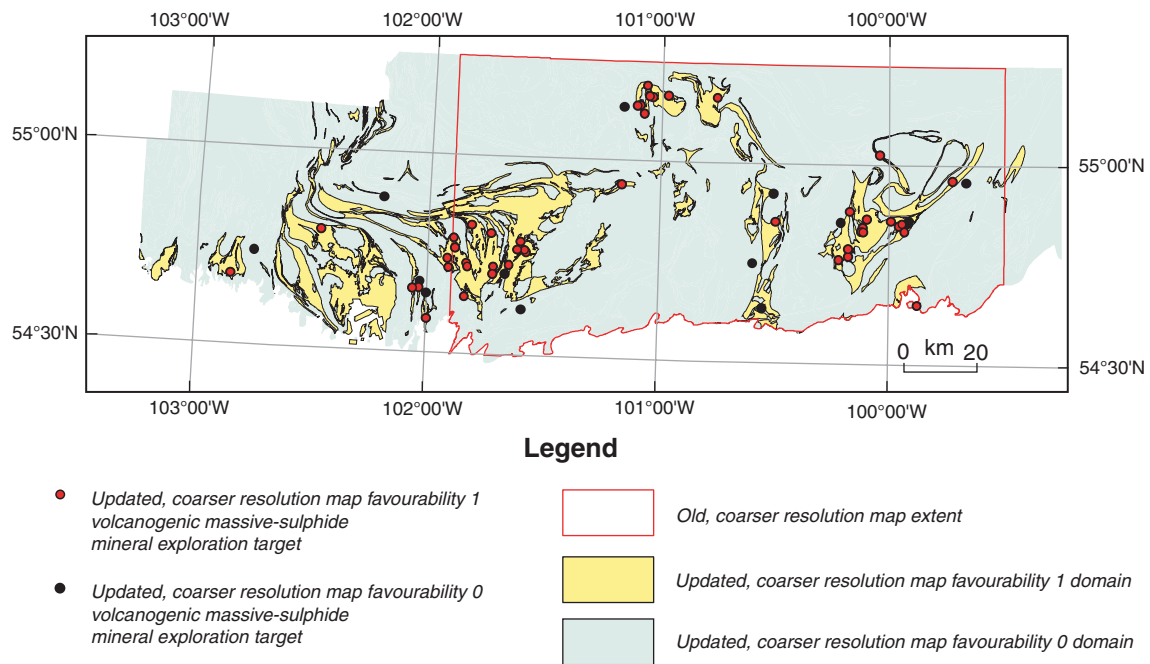 103°00'W 102°00'W 101°00'W 100°00'W
55°00'N
55°00'N
54°30'N
54°30'N
0 km 20
103°00'W 102°00'W 101°00'W 100°00'W
Legend
Updated, coarser resolution map favourability 1
volcanogenic massive-sulphide
mineral exploration target
Updated, coarser resolution map favourability 0
volcanogenic massive-sulphide
mineral exploration target
Old, coarser resolution map extent
Updated, coarser resolution map favourability 1 domain
Updated, coarser resolution map favourability 0 domain